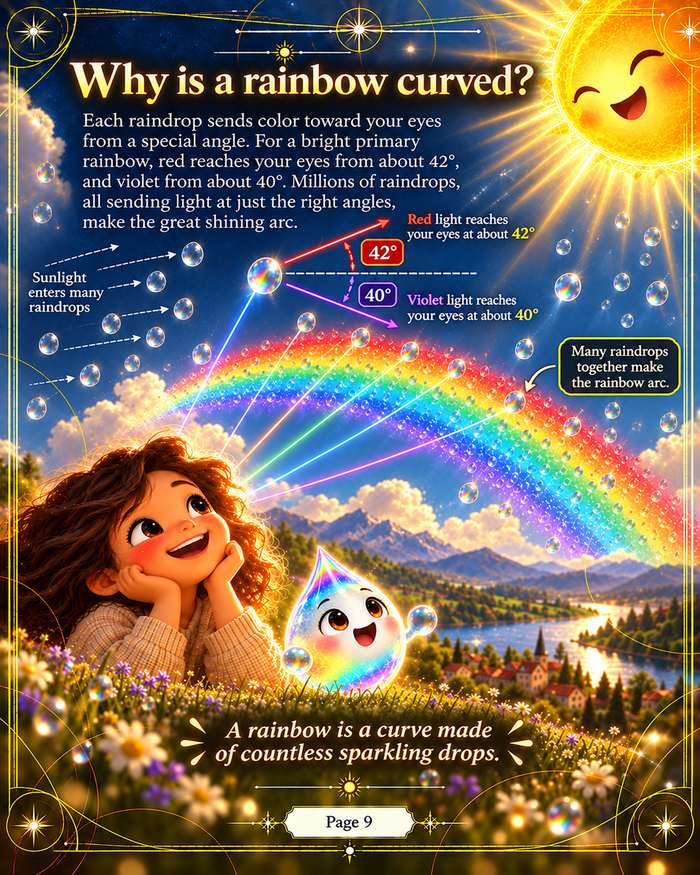 Why is a rainbow curved?
Each raindrop sends color toward your eyes
from a special angle. For a bright primary
rainbow, red reaches your eyes from about 42°,
and violet from about 40°. Millions of raindrops,
all sending light at just the right angles,
make the great shining arc.
Red light reaches
your eyes at about 42°
42°
Sunlight
enters many
raindrops
40°
Violet light reaches
your eyes at about 40°
Many raindrops
together make
the rainbow arc.
A rainbow is a curve made
of countless sparkling drops.
Page 9